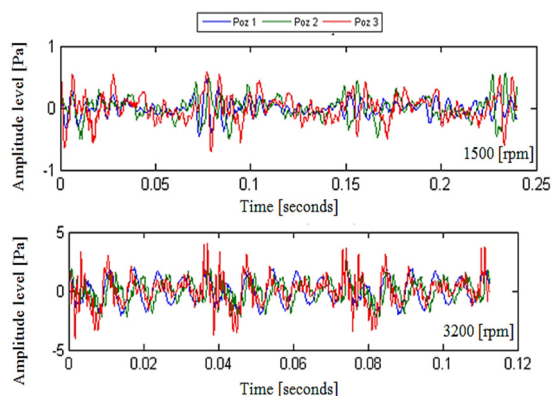 Poz 1 Poz 2 Poz 3
Amplitude level [Pa]
1
0
-1
0 0.05 0.1 0.15 0.2 0.25
1500 [rpm]
Time [seconds]
Amplitude level [Pa]
5
0
-5
0 0.02 0.04 0.06 0.08 0.1 0.12
3200 [rpm]
Time [seconds]